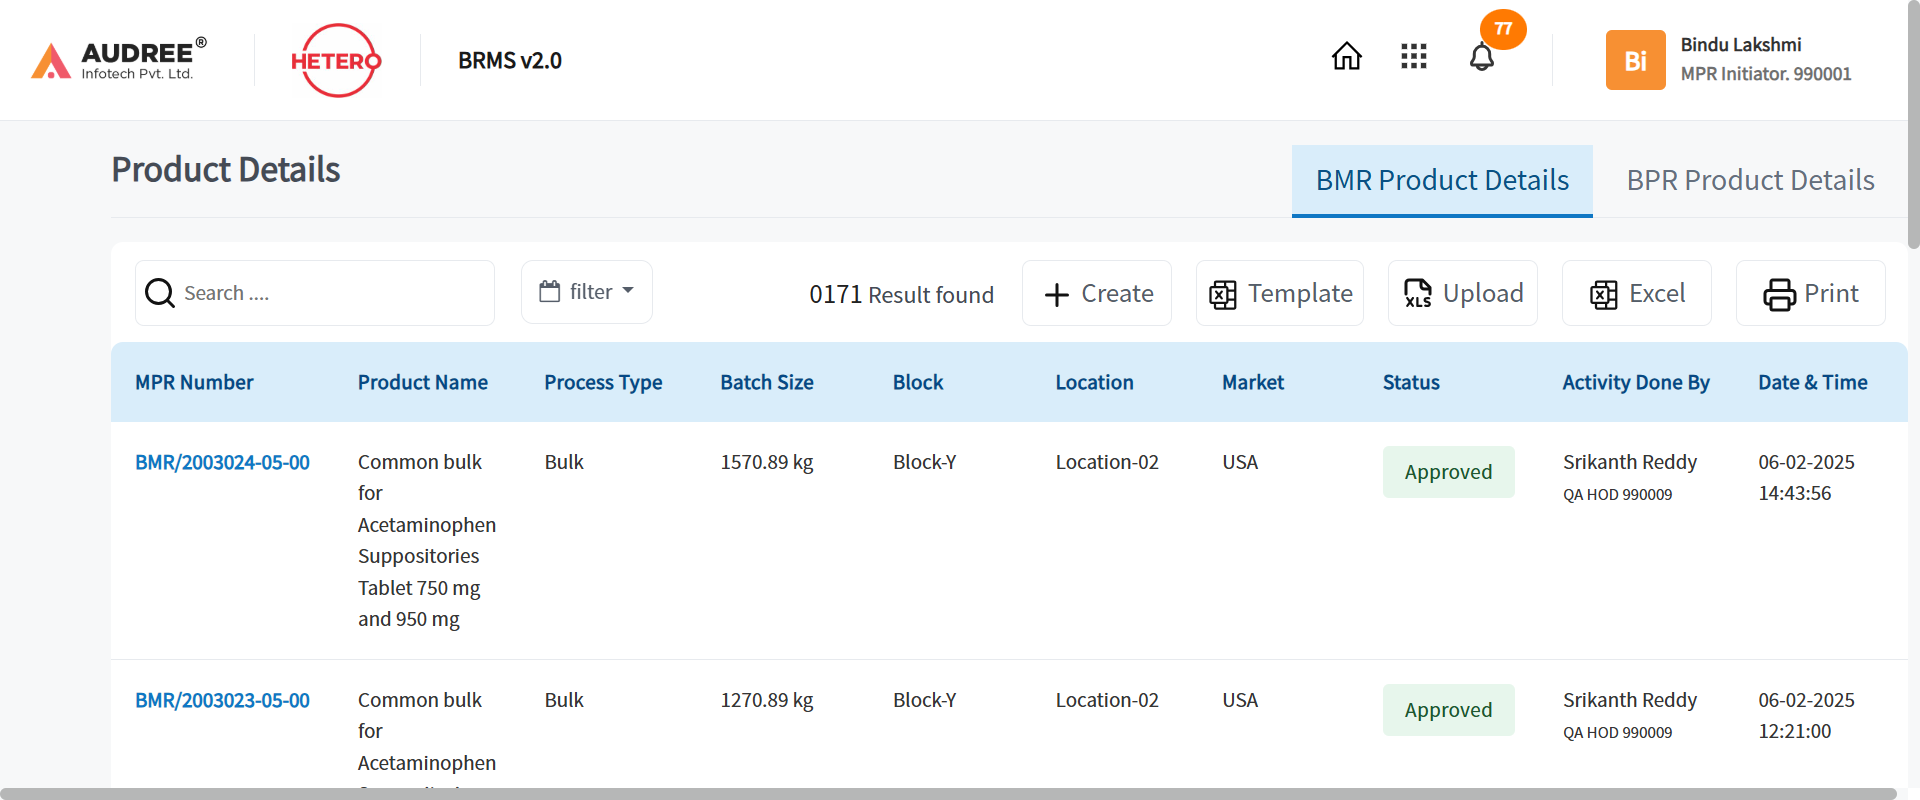 AUDREE®
Infotech Pvt. Ltd.
HETERO
BRMS v2.0
77
Bi
Bindu Lakshmi
MPR Initiator. 990001
Product Details
BMR Product Details
BPR Product Details
Search ....
filter
0171 Result found
Create
Template
XLS
Upload
Excel
Print
MPR Number Product Name Process Type Batch Size Block Location Market Status Activity Done By Date & Time
BMR/2003024-05-00 Common bulk Bulk 1570.89 kg Block-Y Location-02 USA Approved Srikanth Reddy 06-02-2025
for QA HOD 990009 14:43:56
Acetaminophen
Suppositories
Tablet 750 mg
and 950 mg
BMR/2003023-05-00 Common bulk Bulk 1270.89 kg Block-Y Location-02 USA Approved Srikanth Reddy 06-02-2025
for QA HOD 990009 12:21:00
Acetaminophen